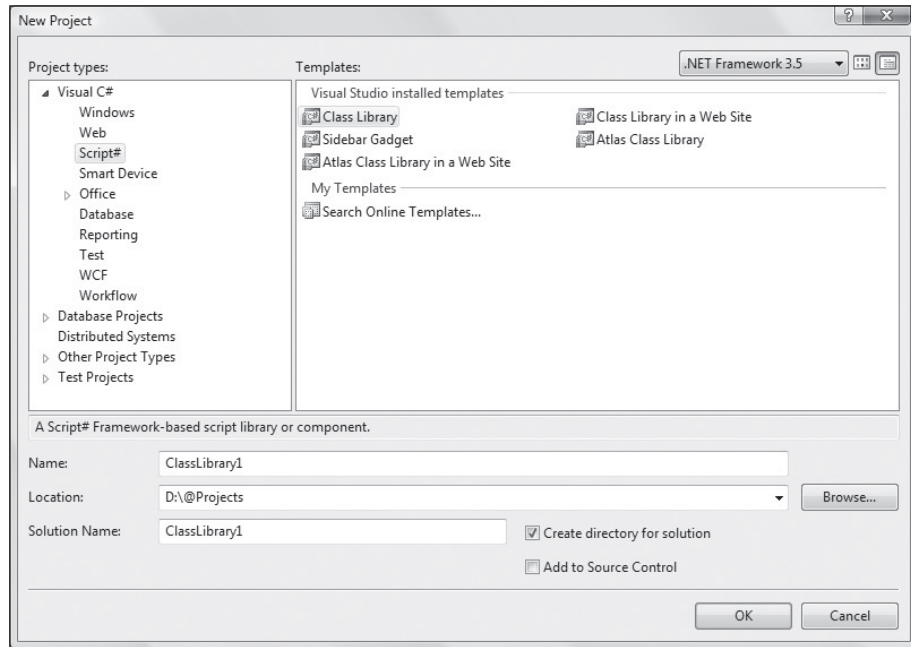 New Project
Project types:
Templates:
.NET Framework 3.5
Visual C#
Windows
Web
Script#
Smart Device
Office
Database
Reporting
Test
WCF
Workflow
Database Projects
Distributed Systems
Other Project Types
Test Projects
Visual Studio installed templates
Class Library
Class Library in a Web Site
Sidebar Gadget
Atlas Class Library
Atlas Class Library in a Web Site
My Templates
Search Online Templates...
A Script# Framework-based script library or component.
Name:
ClassLibrary1
Location:
D:\@Projects
Browse...
Solution Name:
ClassLibrary1
Create directory for solution
Add to Source Control
OK
Cancel